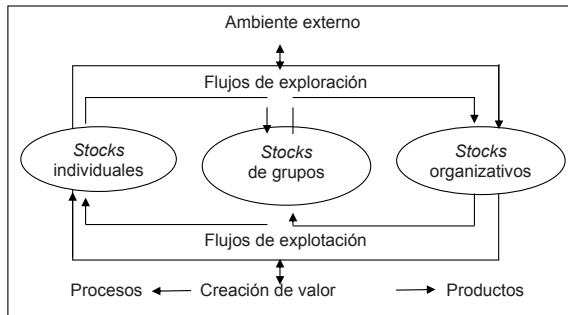 Ambiente externo
Flujos de exploración
Stocks
individuales
Stocks
de grupos
Stocks
organizativos
Flujos de explotación
Procesos Creación de valor Productos